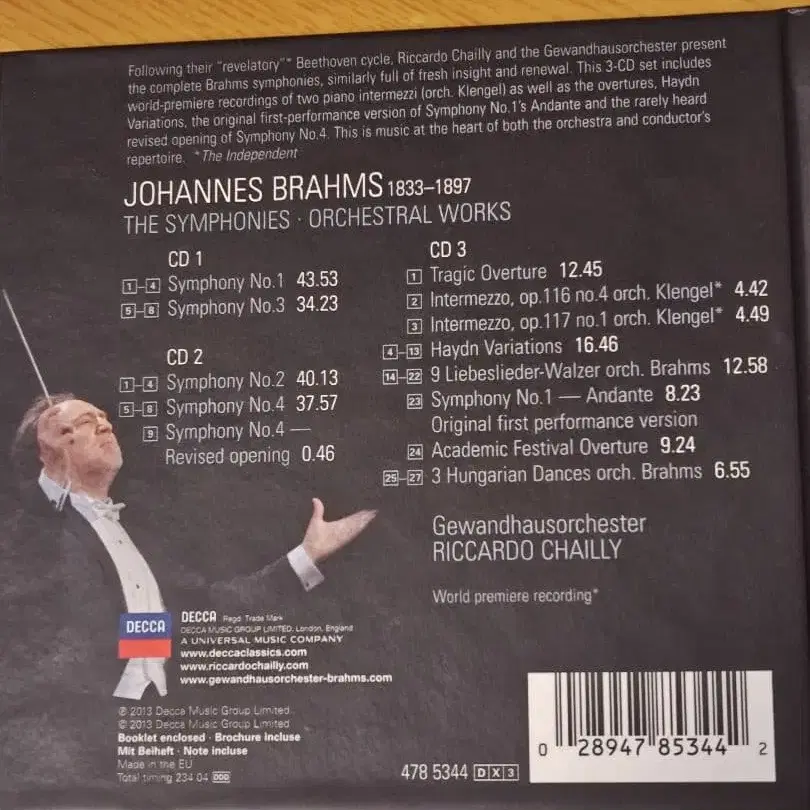 Following their "revelatory"* Beethoven cycle, Riccardo Chailly and the Gewandhausorchester present
the complete Brahms symphonies, similarly full of fresh insight and renewal. This 3-CD set includes
world-premiere recordings of two piano intermezzi (orch. Klengel) as well as the overtures, Haydn
Variations, the original first-performance version of Symphony No.1's Andante and the rarely heard
revised opening of Symphony No.4. This is music at the heart of both the orchestra and conductor's
repertoire. *The Independent
JOHANNES BRAHMS 1833–1897
THE SYMPHONIES · ORCHESTRAL WORKS
CD 1
1–4 Symphony No.1 43.53
5–8 Symphony No.3 34.23
CD 2
1–4 Symphony No.2 40.13
5–8 Symphony No.4 37.57
9 Symphony No.4 —
Revised opening 0.46
CD 3
1 Tragic Overture 12.45
2 Intermezzo, op.116 no.4 orch. Klengel* 4.42
3 Intermezzo, op.117 no.1 orch. Klengel* 4.49
4–13 Haydn Variations 16.46
14–22 9 Liebeslieder-Walzer orch. Brahms 12.58
23 Symphony No.1 — Andante 8.23
Original first performance version
24 Academic Festival Overture 9.24
25–27 3 Hungarian Dances orch. Brahms 6.55
Gewandhausorchester
RICCARDO CHAILLY
World premiere recording*
DECCA
DECCA Regd. Trade Mark
DECCA MUSIC GROUP LIMITED, London, England
A UNIVERSAL MUSIC COMPANY
www.deccaclassics.com
www.riccardochailly.com
www.gewandhausorchester-brahms.com
℗ 2013 Decca Music Group Limited
© 2013 Decca Music Group Limited
Booklet enclosed · Brochure incluse
Mit Beiheft · Note incluse
Made in the EU
Total timing 234.04 DDD
478 5344 DX3
0 28947 85344 2